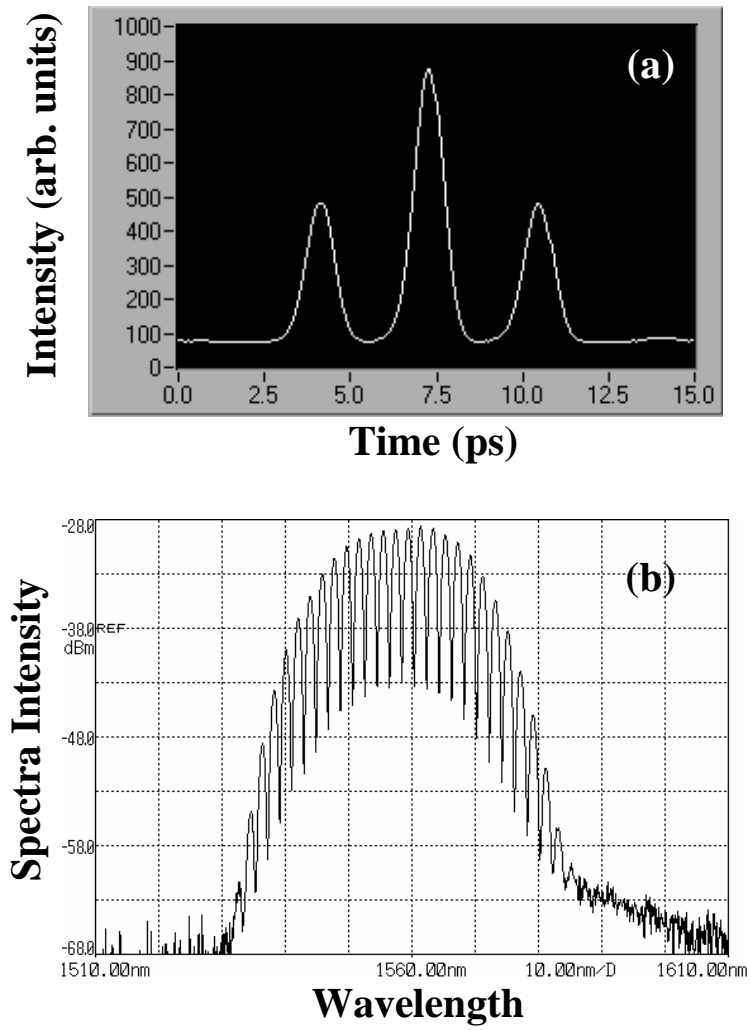 1000
900
800
700
600
500
400
300
200
100
0
(a)
Intensity (arb. units)
0.0 2.5 5.0 7.5 10.0 12.5 15.0
Time (ps)
-28.0
(b)
-38.0 REF
dBm
-48.0
-58.0
-68.0
Spectra Intensity
1510.00nm 1560.00nm 10.00nm/D 1610.00nm
Wavelength